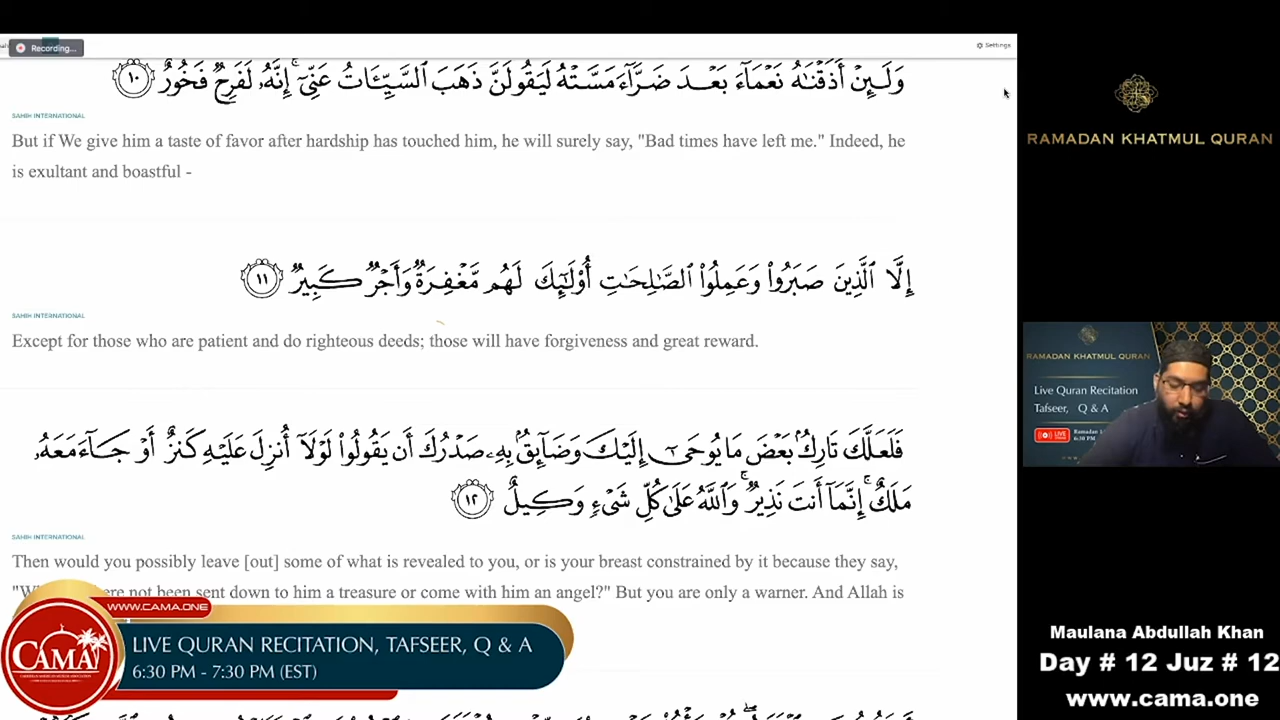 Recording...
Settings
وَلَئِنْ أَذَقْنَٰهُ نَعْمَآءَ بَعْدَ ضَرَّآءَ مَسَّتْهُ لَيَقُولَنَّ ذَهَبَ ٱلسَّيِّـَٔاتُ عَنِّىٓ ۚ إِنَّهُۥ لَفَرِحٌ فَخُورٌ ١٠
SAHIH INTERNATIONAL
But if We give him a taste of favor after hardship has touched him, he will surely say, "Bad times have left me." Indeed, he
is exultant and boastful -
إِلَّا ٱلَّذِينَ صَبَرُوا۟ وَعَمِلُوا۟ ٱلصَّٰلِحَٰتِ أُو۟لَٰٓئِكَ لَهُم مَّغْفِرَةٌ وَأَجْرٌ كَبِيرٌ ١١
SAHIH INTERNATIONAL
Except for those who are patient and do righteous deeds; those will have forgiveness and great reward.
فَلَعَلَّكَ تَارِكٌۢ بَعْضَ مَا يُوحَىٰٓ إِلَيْكَ وَضَآئِقٌۢ بِهِۦ صَدْرُكَ أَن يَقُولُوا۟ لَوْلَآ أُنزِلَ عَلَيْهِ كَنزٌ أَوْ جَآءَ مَعَهُۥ
مَلَكٌ ۚ إِنَّمَآ أَنتَ نَذِيرٌ ۚ وَٱللَّهُ عَلَىٰ كُلِّ شَىْءٍ وَكِيلٌ ١٢
SAHIH INTERNATIONAL
Then would you possibly leave [out] some of what is revealed to you, or is your breast constrained by it because they say,
not been sent down to him a treasure or come with him an angel?" But you are only a warner. And Allah is
WWW.CAMA.ONE
CAMA
LIVE QURAN RECITATION, TAFSEER, Q & A
6:30 PM - 7:30 PM (EST)
RAMADAN KHATMUL QURAN
RAMADAN KHATMUL QURAN
Live Quran Recitation
Tafseer, Q & A
LIVE
Ramadan
6:30 PM
Maulana Abdullah Khan
Day # 12 Juz # 12
www.cama.one